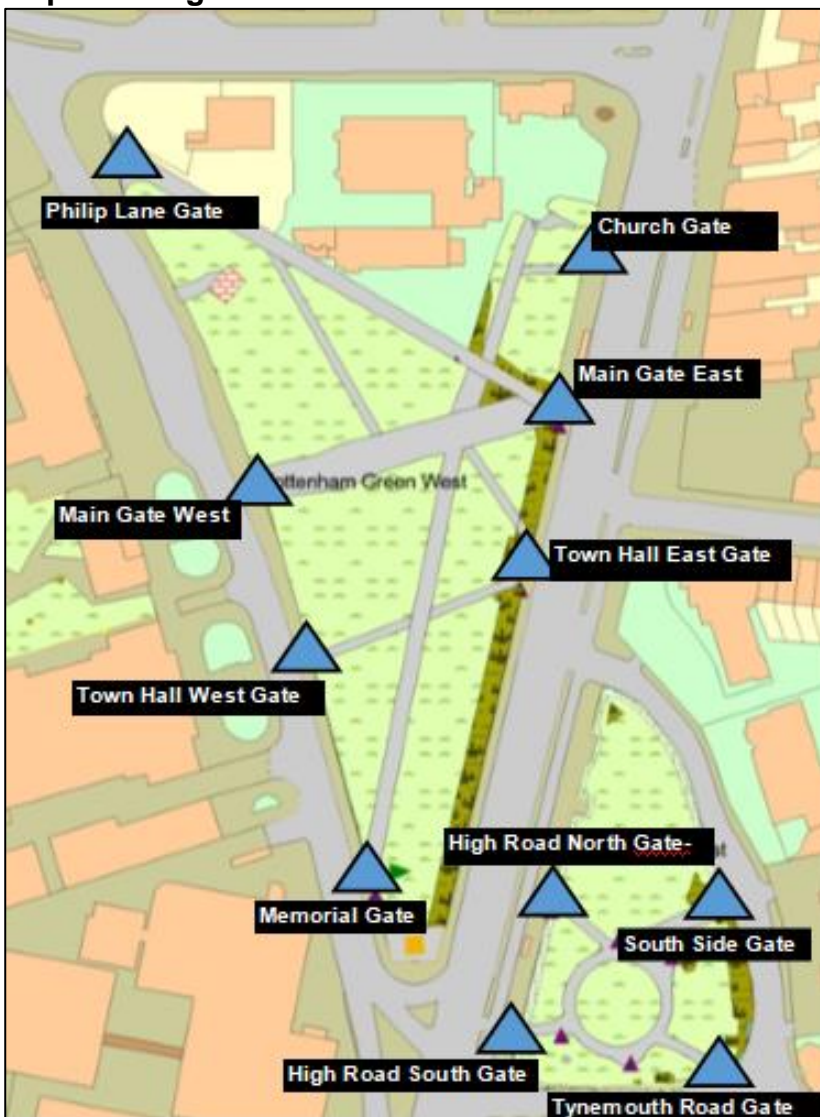 Philip Lane Gate
Church Gate
Main Gate East
ottenham Green West
Main Gate West
Town Hall East Gate
Town Hall West Gate
High Road North Gate-
Memorial Gate
South Side Gate
High Road South Gate
Tynemouth Road Gate